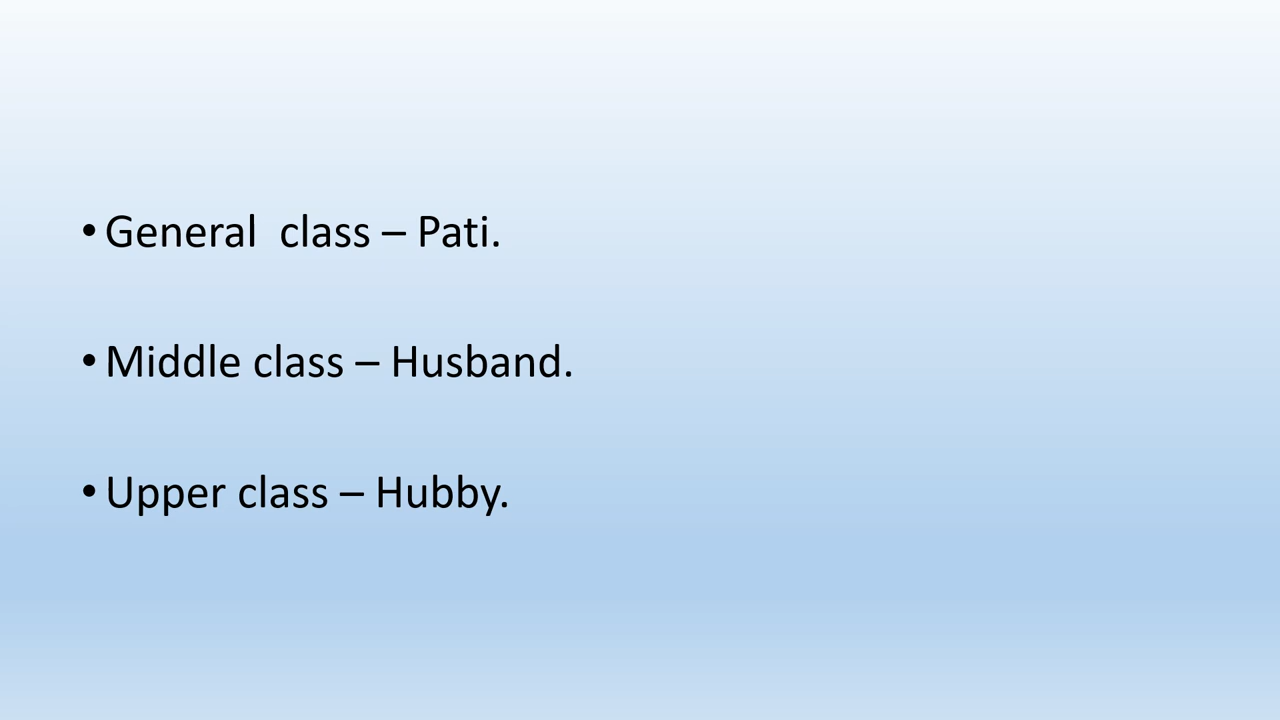 • General  class – Pati.
• Middle class – Husband.
• Upper class – Hubby.